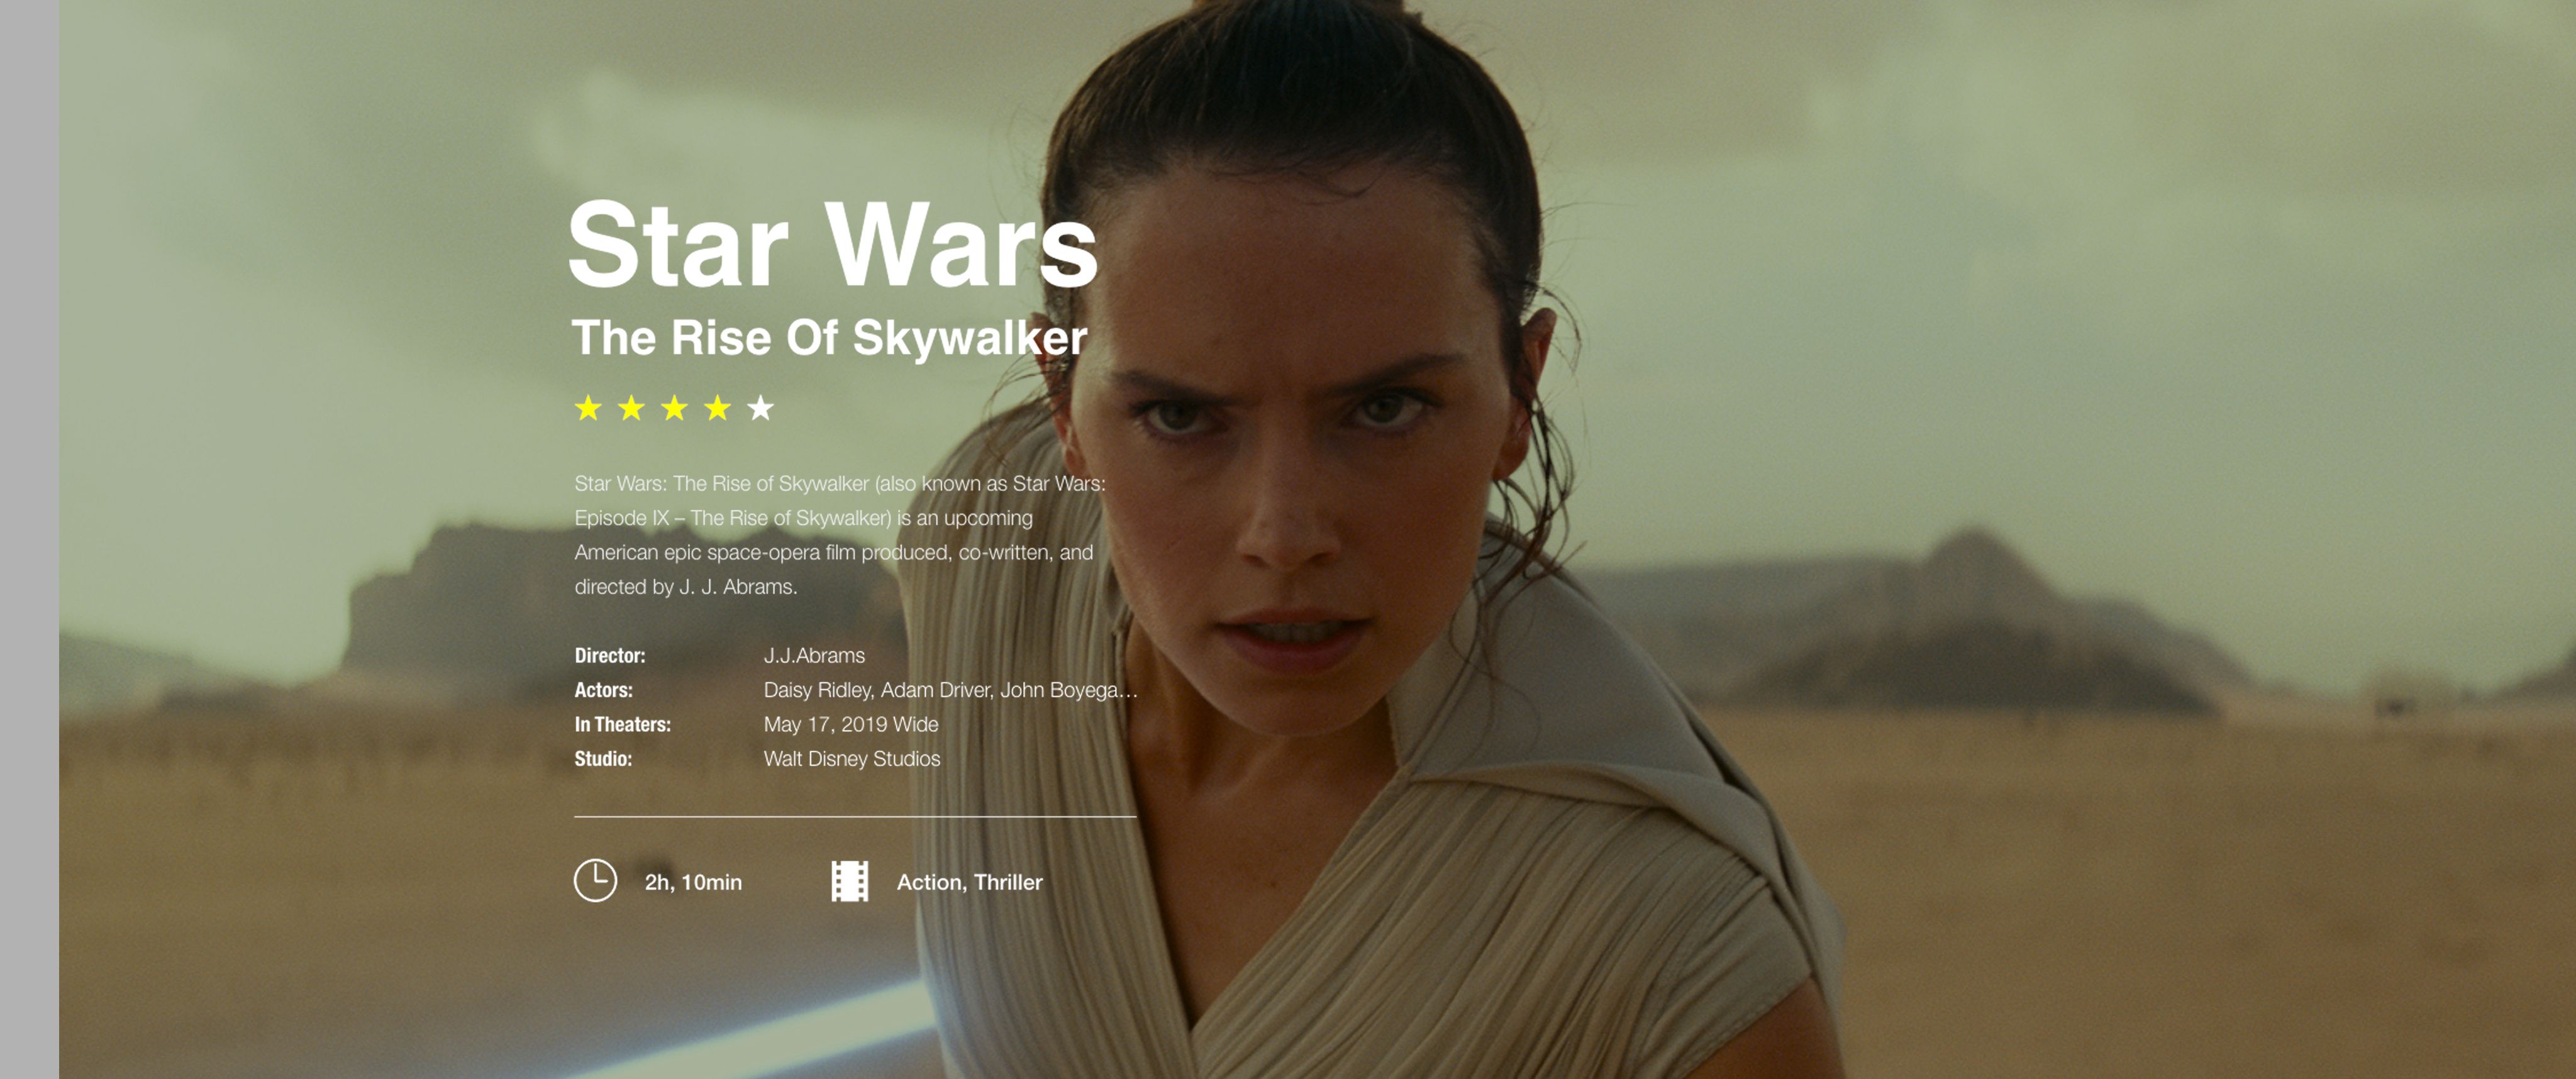 Star Wars
The Rise Of Skywalker
Star Wars: The Rise of Skywalker (also known as Star Wars:
Episode IX – The Rise of Skywalker) is an upcoming
American epic space-opera film produced, co-written, and
directed by J. J. Abrams.
Director: J.J.Abrams
Actors: Daisy Ridley, Adam Driver, John Boyega...
In Theaters: May 17, 2019 Wide
Studio: Walt Disney Studios
2h, 10min Action, Thriller